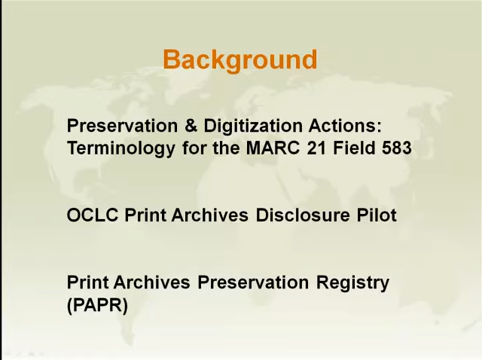 Background
Preservation & Digitization Actions:
Terminology for the MARC 21 Field 583
OCLC Print Archives Disclosure Pilot
Print Archives Preservation Registry
(PAPR)